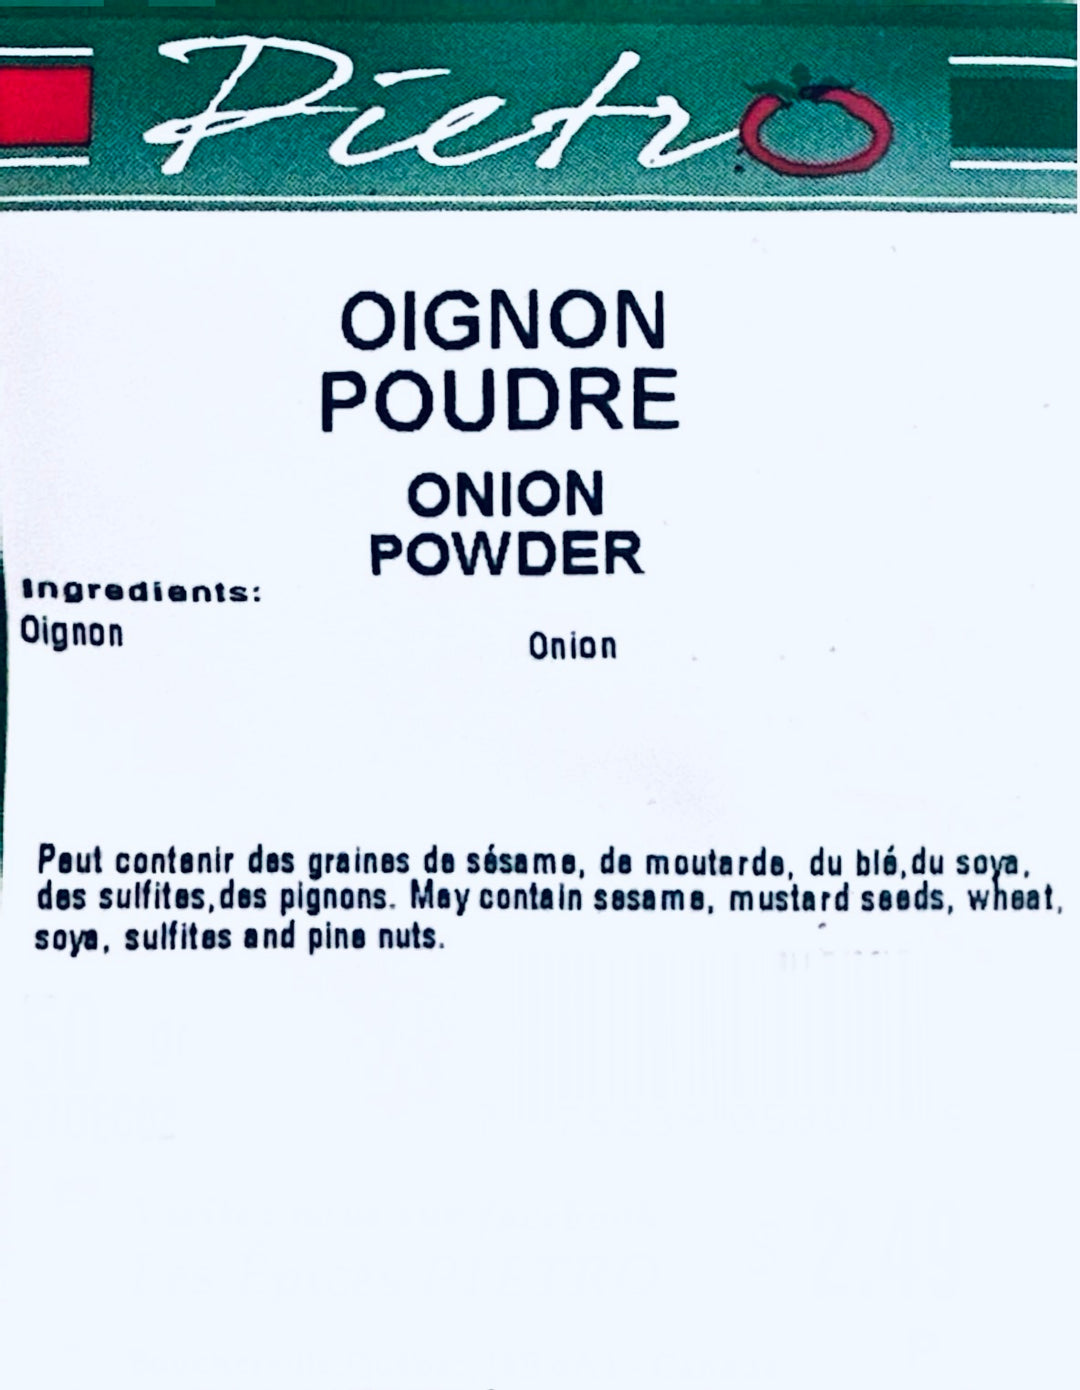 Pietro
OIGNON
POUDRE
ONION
POWDER
Ingredients:
Oignon
Onion
Peut contenir des graines de sésame, de moutarde, du blé,du soya,
des sulfites,des pignons. May contain sesame, mustard seeds, wheat,
soya, sulfites and pine nuts.